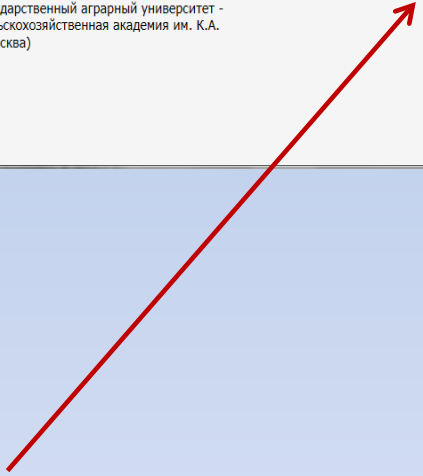 дарственный аграрный университет -
ьскохозяйственная академия им. К.А.
сква)